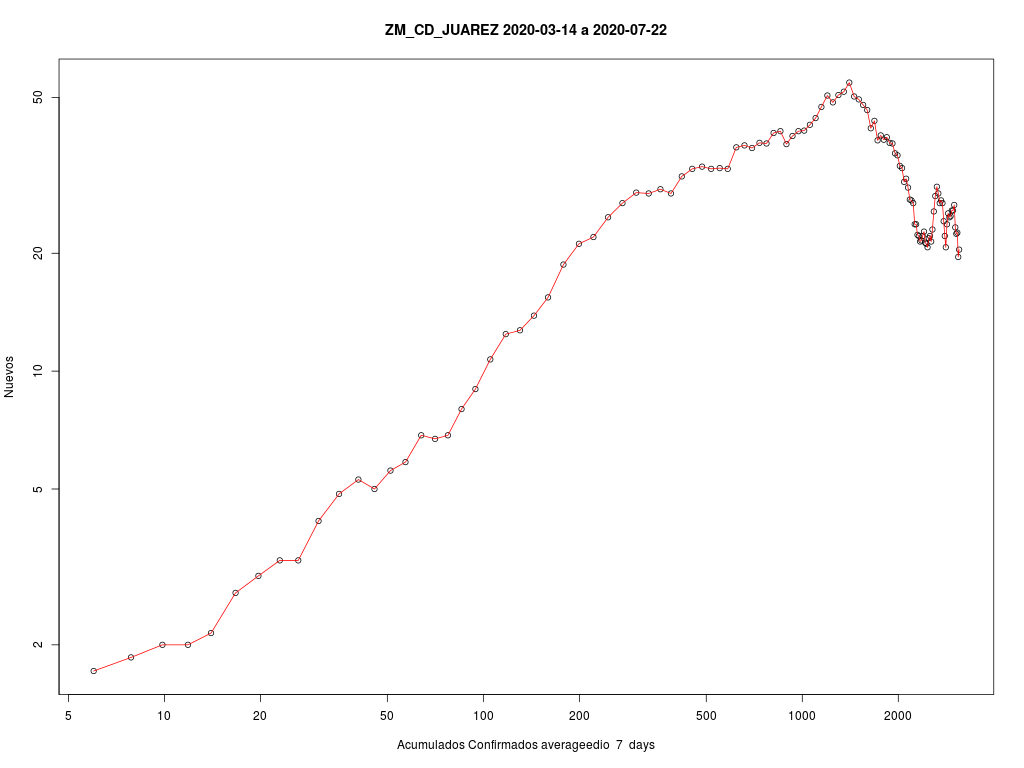 ZM_CD_JUAREZ 2020-03-14 a 2020-07-22
50
20
10
5
2
Nuevos
5 10 20 50 100 200 500 1000 2000
Acumulados Confirmados averageedio 7 days